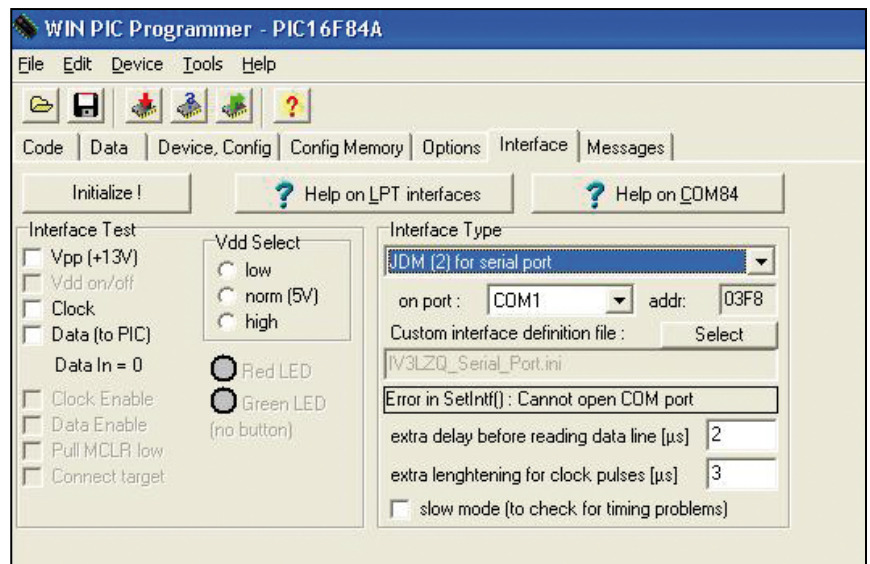 WIN PIC Programmer - PIC16F84A
File Edit Device Tools Help
?
Code Data Device, Config Config Memory Options Interface Messages
Initialize ! ? Help on LPT interfaces ? Help on COM84
Interface Test
Vpp (+13V)
Vdd on/off
Clock
Data (to PIC)
Data In = 0
Clock Enable
Data Enable
Pull MCLR low
Connect target
Vdd Select
low
norm (5V)
high
Red LED
Green LED
(no button)
Interface Type
JDM (2) for serial port
on port : COM1 addr: 03F8
Custom interface definition file : Select
IV3LZQ_Serial_Port.ini
Error in SetIntf() : Cannot open COM port
extra delay before reading data line [µs] 2
extra lenghtening for clock pulses [µs] 3
slow mode (to check for timing problems)